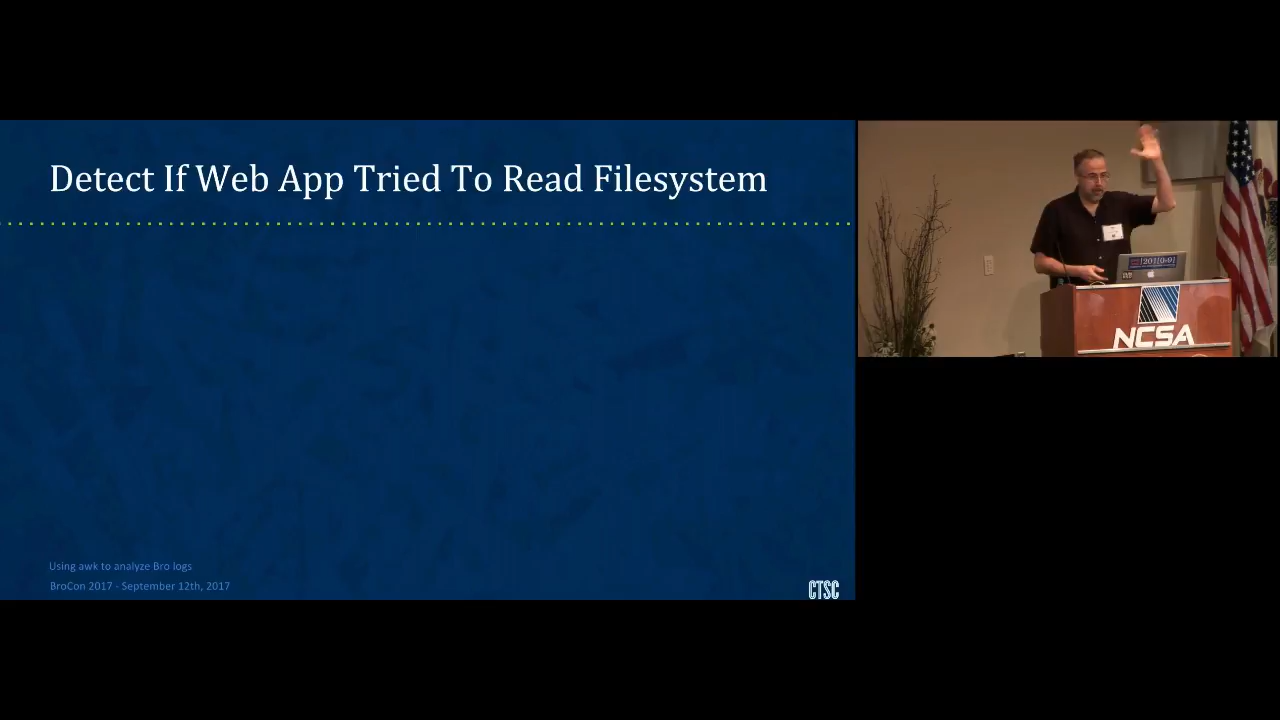 Detect If Web App Tried To Read Filesystem
Using awk to analyze Bro logs
BroCon 2017 - September 12th, 2017
CTSC
NCSA